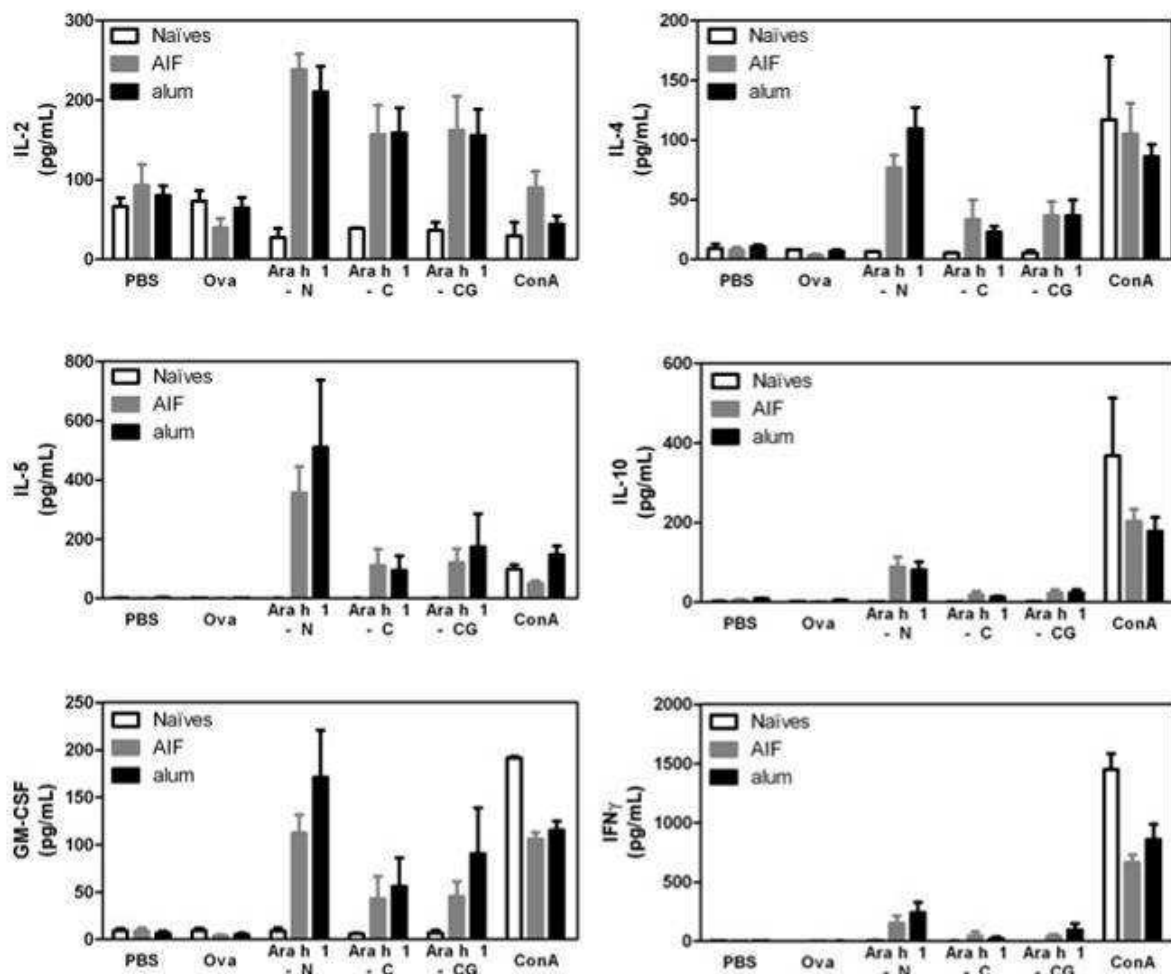 300
200
100
0
IL-2
(pg/mL)
Naïves
AIF
alum
PBS Ova Ara h 1 Ara h 1 Ara h 1 ConA
- N - C - CG
200
150
100
50
0
IL-4
(pg/mL)
Naïves
AIF
alum
PBS Ova Ara h 1 Ara h 1 Ara h 1 ConA
- N - C - CG
800
600
400
200
0
IL-5
(pg/mL)
Naïves
AIF
alum
PBS Ova Ara h 1 Ara h 1 Ara h 1 ConA
- N - C - CG
600
400
200
0
IL-10
(pg/mL)
Naïves
AIF
alum
PBS Ova Ara h 1 Ara h 1 Ara h 1 ConA
- N - C - CG
250
200
150
100
50
0
GM-CSF
(pg/mL)
Naïves
AIF
alum
PBS Ova Ara h 1 Ara h 1 Ara h 1 ConA
- N - C - CG
2000
1500
1000
500
0
IFNγ
(pg/mL)
Naïves
AIF
alum
PBS Ova Ara h 1 Ara h 1 Ara h 1 ConA
- N - C - CG